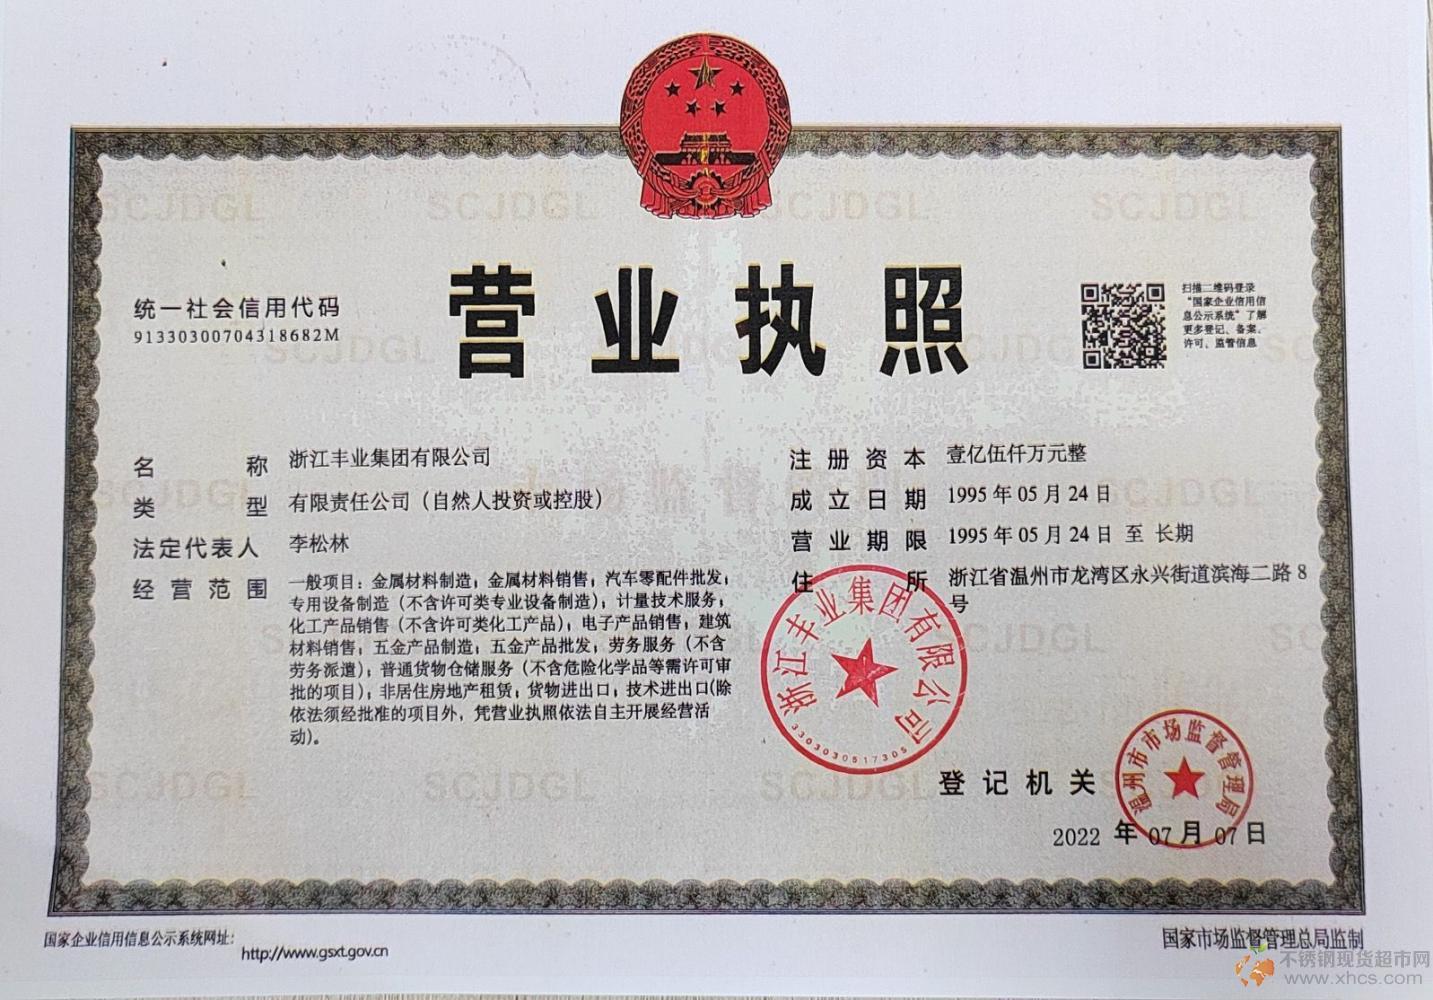 营业执照
统一社会信用代码
91330300704318682M
扫描二维码登录
“国家企业信用信
息公示系统”了解
更多登记、备案、
许可、监管信息
名称 浙江丰业集团有限公司
类型 有限责任公司（自然人投资或控股）
法定代表人 李松林
经营范围 一般项目：金属材料制造；金属材料销售；汽车零配件批发；
专用设备制造（不含许可类专业设备制造）；计量技术服务；
化工产品销售（不含许可类化工产品）；电子产品销售；建筑
材料销售；五金产品制造；五金产品批发；劳务服务（不含
劳务派遣）；普通货物仓储服务（不含危险化学品等需许可审
批的项目）；非居住房地产租赁；货物进出口；技术进出口(除
依法须经批准的项目外，凭营业执照依法自主开展经营活
动)。
注册资本 壹亿伍仟万元整
成立日期 1995年05月24日
营业期限 1995年05月24日至长期
住所 浙江省温州市龙湾区永兴街道滨海二路8
号
浙江丰业集团有限公司
3303030517305
登记机关
温州市市场监督管理局
2022年07月07日
国家企业信用信息公示系统网址：
http://www.gsxt.gov.cn
国家市场监督管理总局监制
不锈钢现货超市网
www.xhcs.com
SCJDGL